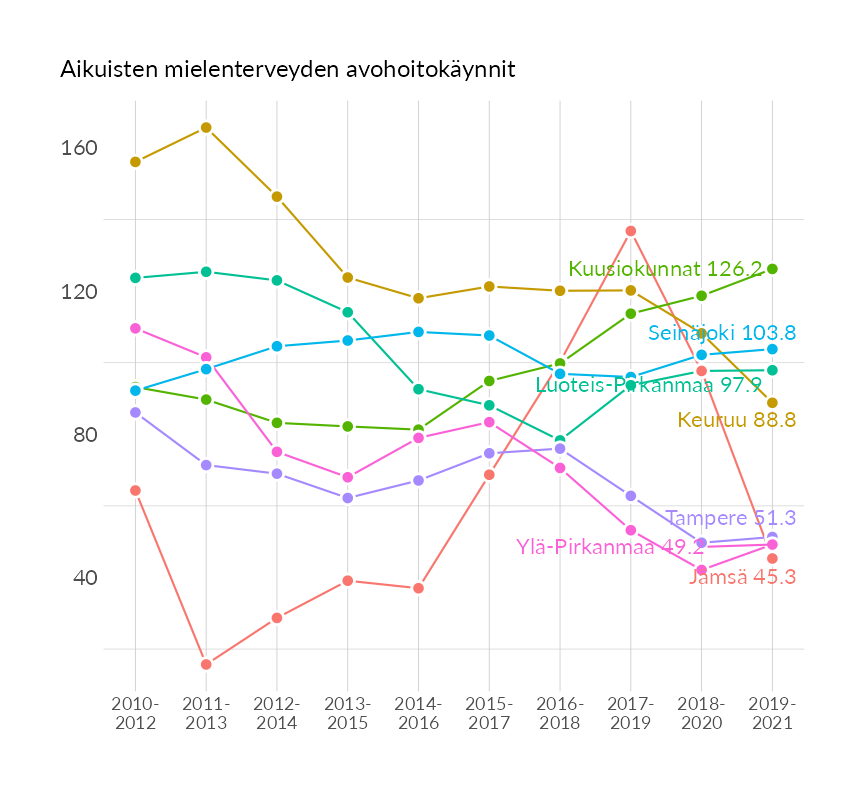 Aikuisten mielenterveyden avohoitokäynnit
160
120
80
40
Kuusiokunnat 126.2
Seinäjoki 103.8
Luoteis-Pirkanmaa 97.9
Keuruu 88.8
Tampere 51.3
Ylä-Pirkanmaa 49.2
Jämsä 45.3
2010- 2011- 2012- 2013- 2014- 2015- 2016- 2017- 2018- 2019-
2012 2013 2014 2015 2016 2017 2018 2019 2020 2021